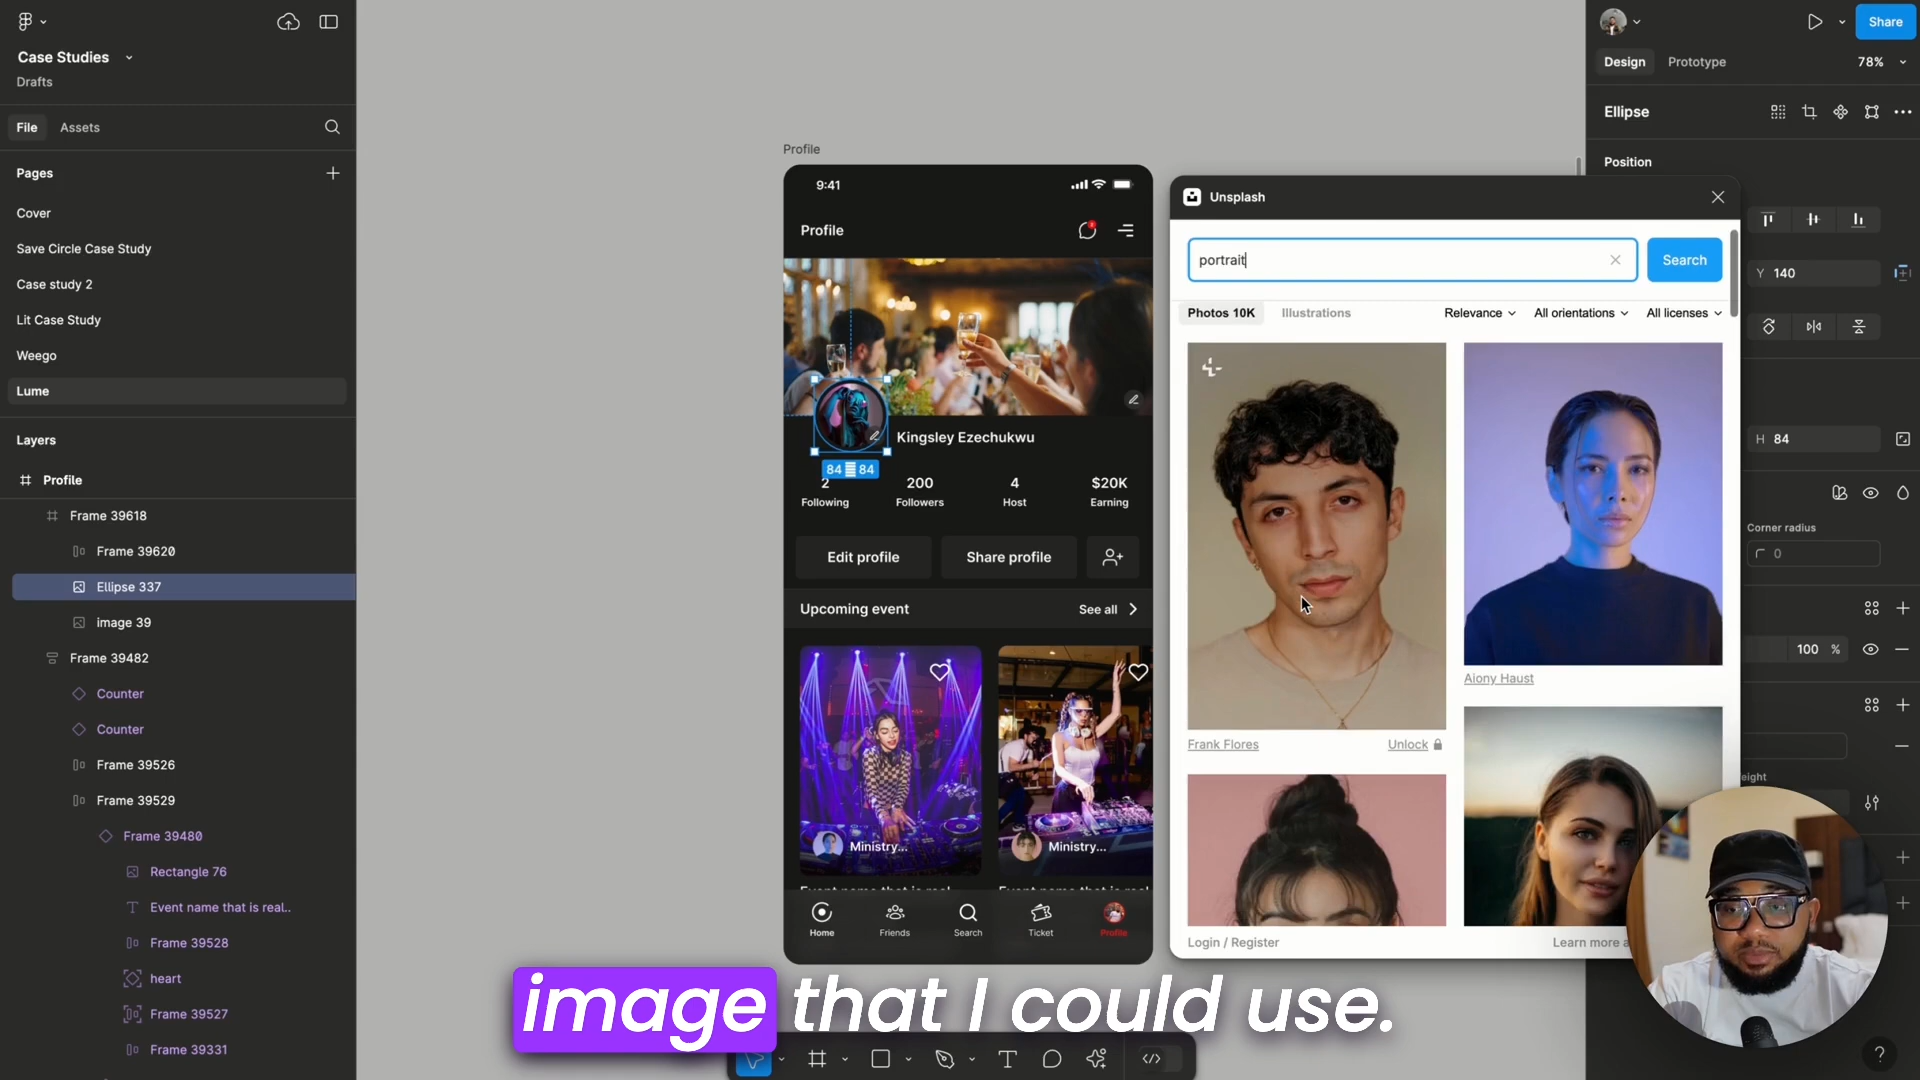 Case Studies
Drafts
File
Assets
Pages
Cover
Save Circle Case Study
Case study 2
Lit Case Study
Weego
Lume
Layers
Profile
Frame 39618
Frame 39620
Ellipse 337
image 39
Frame 39482
Counter
Counter
Frame 39526
Frame 39529
Frame 39480
Rectangle 76
Event name that is real..
Frame 39528
heart
Frame 39527
Frame 39331
Profile
9:41
Profile
Kingsley Ezechukwu
84
84
2
Following
200
Followers
4
Host
$20K
Earning
Edit profile
Share profile
Upcoming event
See all
Ministry...
Ministry...
Home
Friends
Search
Ticket
Profile
Unsplash
portrait
Search
Photos 10K
Illustrations
Relevance
All orientations
All licenses
Frank Flores
Unlock
Aiony Haust
Login / Register
Learn more
Share
Design
Prototype
78%
Ellipse
Position
Y 140
H 84
Corner radius
0
100 %
image that I could use.
?